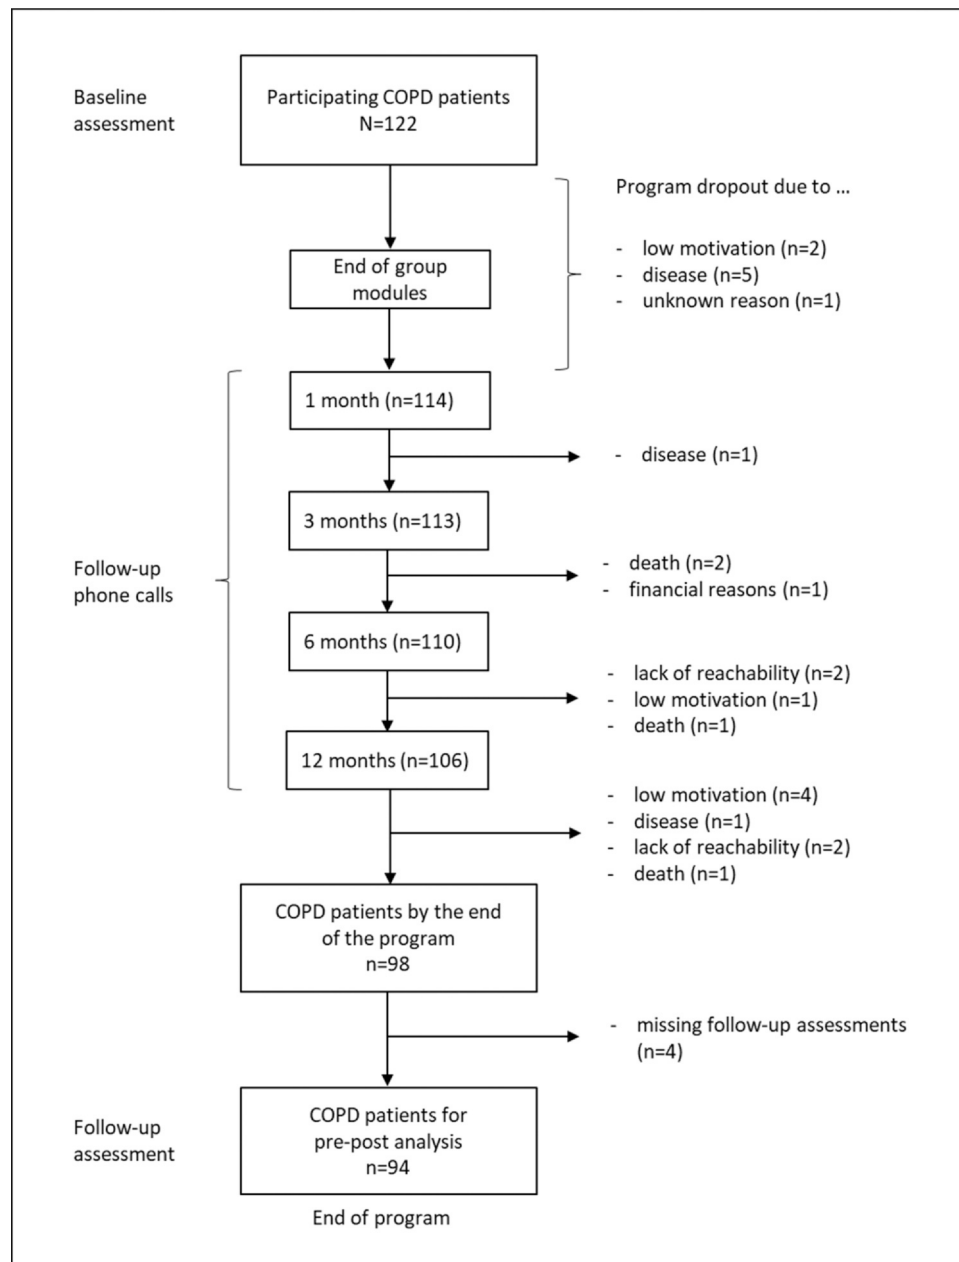 Baseline
assessment
Participating COPD patients
N=122
Program dropout due to ...
- low motivation (n=2)
- disease (n=5)
- unknown reason (n=1)
End of group
modules
1 month (n=114)
- disease (n=1)
3 months (n=113)
Follow-up
phone calls
- death (n=2)
- financial reasons (n=1)
6 months (n=110)
- lack of reachability (n=2)
- low motivation (n=1)
- death (n=1)
12 months (n=106)
- low motivation (n=4)
- disease (n=1)
- lack of reachability (n=2)
- death (n=1)
COPD patients by the end
of the program
n=98
- missing follow-up assessments
(n=4)
Follow-up
assessment
COPD patients for
pre-post analysis
n=94
End of program